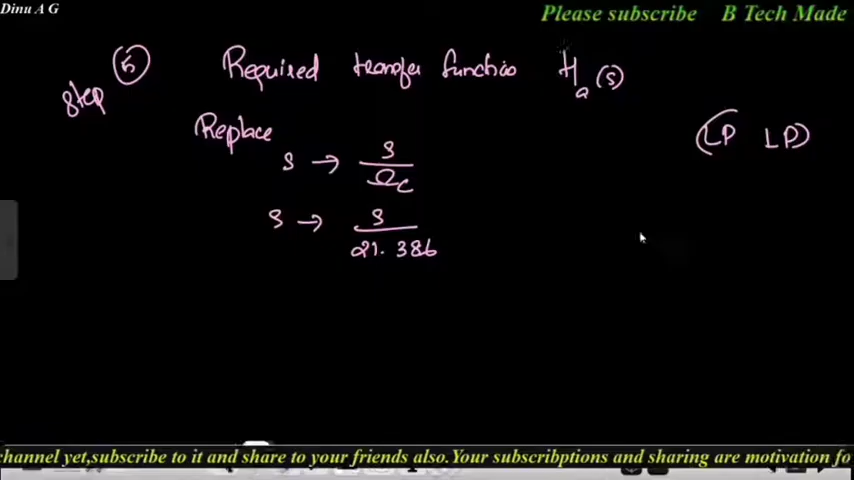 Dinu A G
Please subscribe B Tech Made
step 5 Required transfer function Ha(s)
Replace
(LP LP)
s → s/Ωc
s → s/21.386
channel yet,subscribe to it and share to your friends also.Your subscribptions and sharing are motivation fo